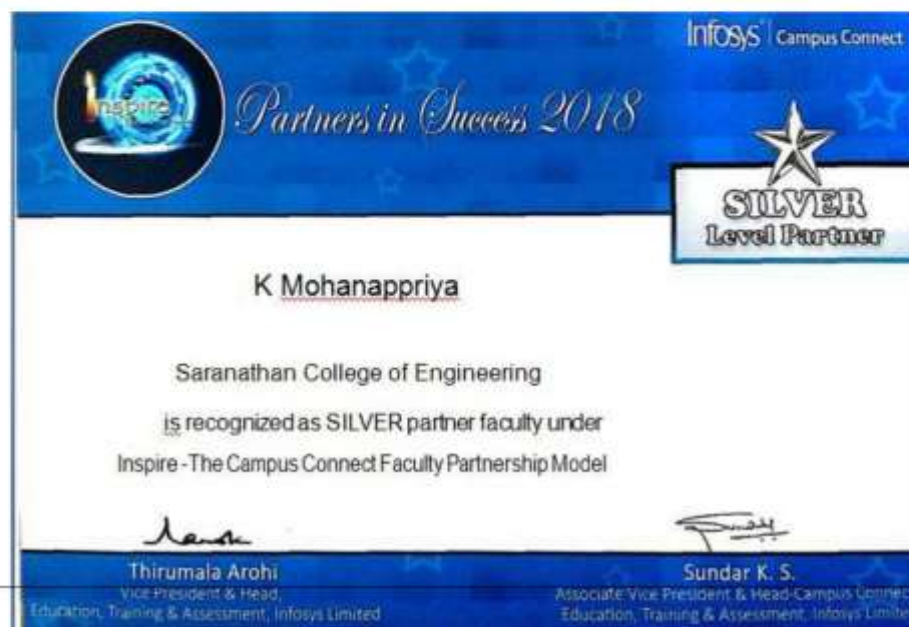 Infosys | Campus Connect
Inspire
Partners in Success 2018
SILVER
Level Partner
K Mohanappriya
Saranathan College of Engineering
is recognized as SILVER partner faculty under
Inspire -The Campus Connect Faculty Partnership Model
Thirumala Arohi
Vice President & Head,
Education, Training & Assessment, Infosys Limited
Sundar K. S.
Associate Vice President & Head-Campus Connect
Education, Training & Assessment, Infosys Limite